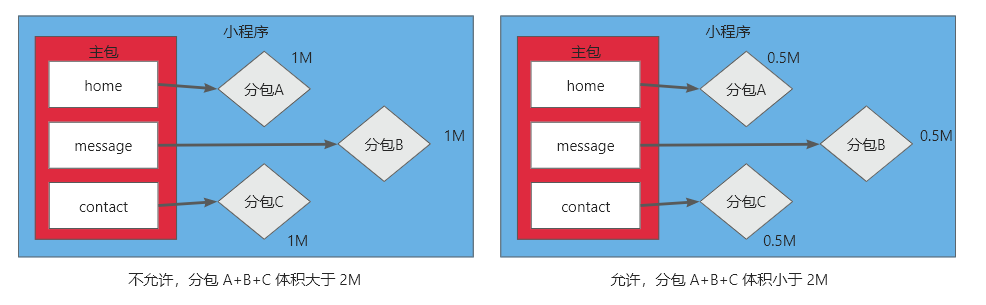 小程序
主包
1M
home
分包A
message
分包B
1M
contact
分包C
1M
不允许，分包 A+B+C 体积大于 2M
小程序
主包
0.5M
home
分包A
message
分包B
0.5M
contact
分包C
0.5M
允许，分包 A+B+C 体积小于 2M